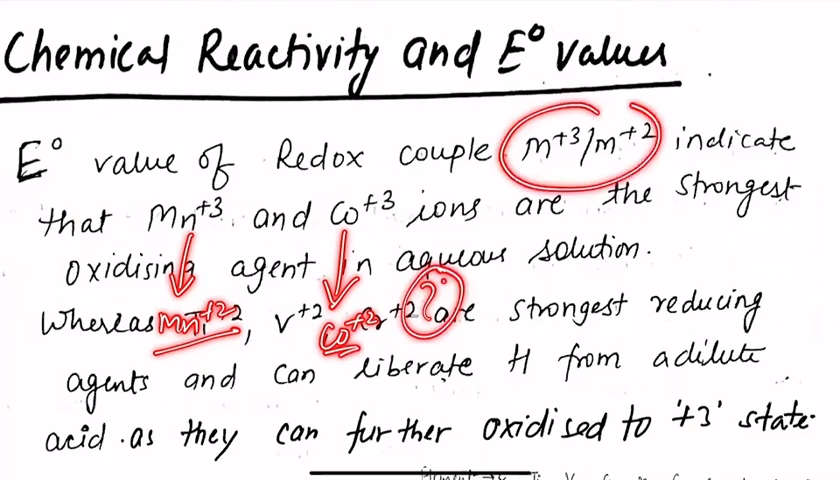 Chemical Reactivity and E° values
E° value of Redox couple m+3/m+2 indicate
that Mn+3 and Co+3 ions are the strongest
oxidising agent in aqueous solution.
Whereas Mn+2, V+2 Co+2 ? are strongest reducing
agents and can liberate H from a dilute
acid. as they can further oxidised to '+3' state.